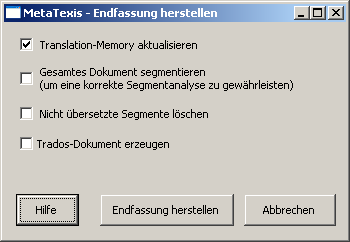 MetaTexis - Endfassung herstellen
Translation-Memory aktualisieren
Gesamtes Dokument segmentieren
(um eine korrekte Segmentanalyse zu gewährleisten)
Nicht übersetzte Segmente löschen
Trados-Dokument erzeugen
Hilfe
Endfassung herstellen
Abbrechen